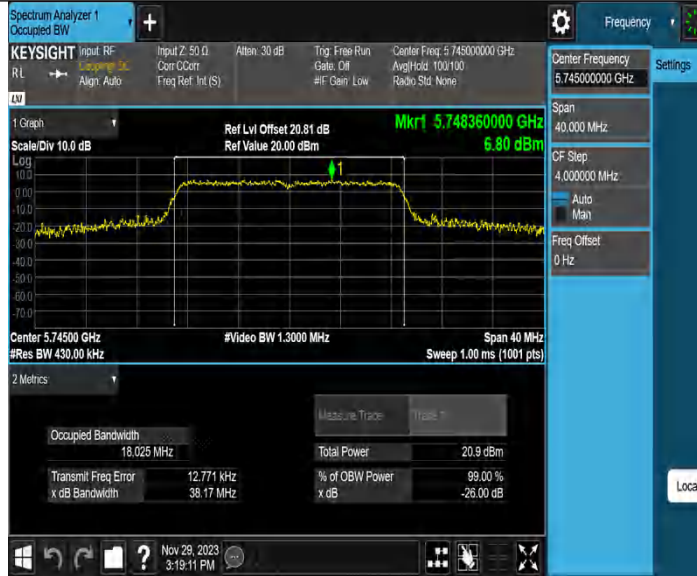 Spectrum Analyzer 1
Occupied BW
+
Frequency
KEYSIGHT
RL
Input: RF
Coupling: DC
Align: Auto
Input Z: 50 Ω
Corr CCorr
Freq Ref: Int (S)
Atten: 30 dB
Trig: Free Run
Gate: Off
#IF Gain: Low
Center Freq: 5.745000000 GHz
Avg|Hold: 100/100
Radio Std: None
Center Frequency
5.745000000 GHz
Settings
Span
40.000 MHz
CF Step
4.000000 MHz
Auto
Man
Freq Offset
0 Hz
1 Graph
Scale/Div 10.0 dB
Ref Lvl Offset 20.81 dB
Ref Value 20.00 dBm
Mkr1 5.748360000 GHz
6.80 dBm
Log
10.0
0.00
-10.0
-20.0
-30.0
-40.0
-50.0
-60.0
-70.0
1
Center 5.74500 GHz
#Res BW 430.00 kHz
#Video BW 1.3000 MHz
Span 40 MHz
Sweep 1.00 ms (1001 pts)
2 Metrics
Measure Trace
Trace 1
Occupied Bandwidth
18.025 MHz
Total Power
20.9 dBm
Transmit Freq Error
12.771 kHz
% of OBW Power
99.00 %
x dB Bandwidth
38.17 MHz
x dB
-26.00 dB
Loca
?
Nov 29, 2023
3:19:11 PM